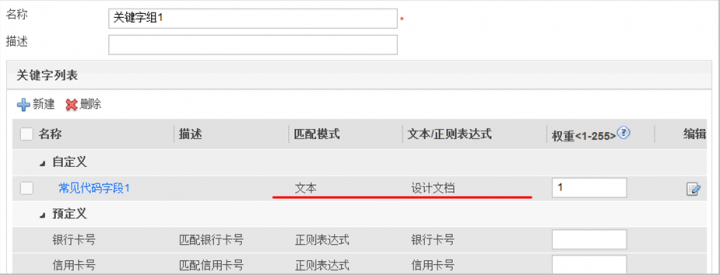 名称 关键字组1 *
描述
关键字列表
新建 删除
名称 描述 匹配模式 文本/正则表达式 权重<1-255> 编辑
自定义
常见代码字段1 文本 设计文档 1
预定义
银行卡号 匹配银行卡号 正则表达式 银行卡号
信用卡号 匹配信用卡号 正则表达式 信用卡号